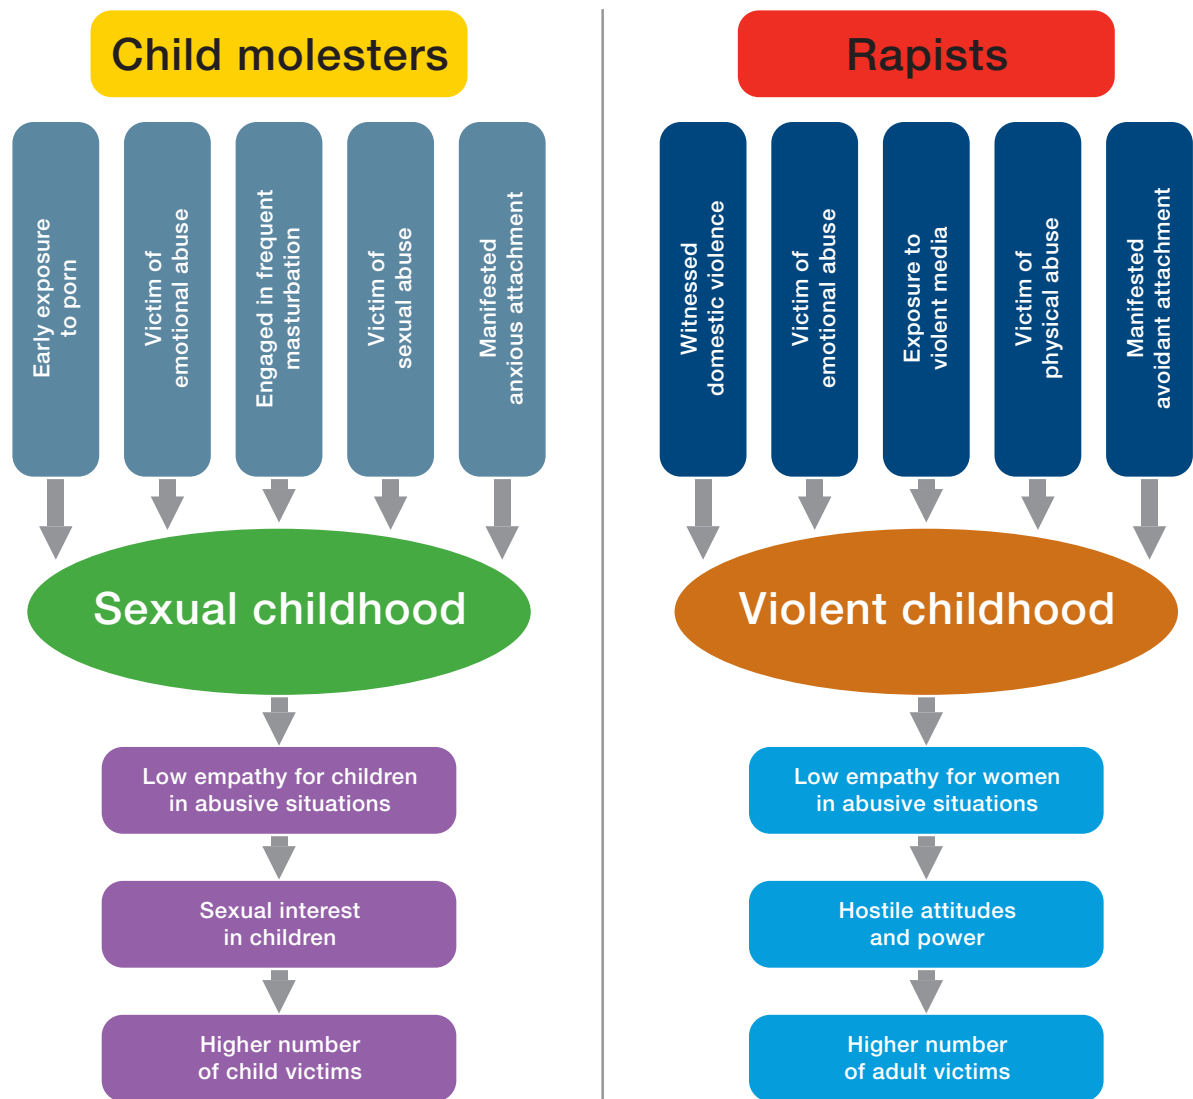 Child molesters
Early exposure
to porn
Victim of
emotional abuse
Engaged in frequent
masturbation
Victim of
sexual abuse
Manifested
anxious attachment
Sexual childhood
Low empathy for children
in abusive situations
Sexual interest
in children
Higher number
of child victims
Rapists
Witnessed
domestic violence
Victim of
emotional abuse
Exposure to
violent media
Victim of
physical abuse
Manifested
avoidant attachment
Violent childhood
Low empathy for women
in abusive situations
Hostile attitudes
and power
Higher number
of adult victims